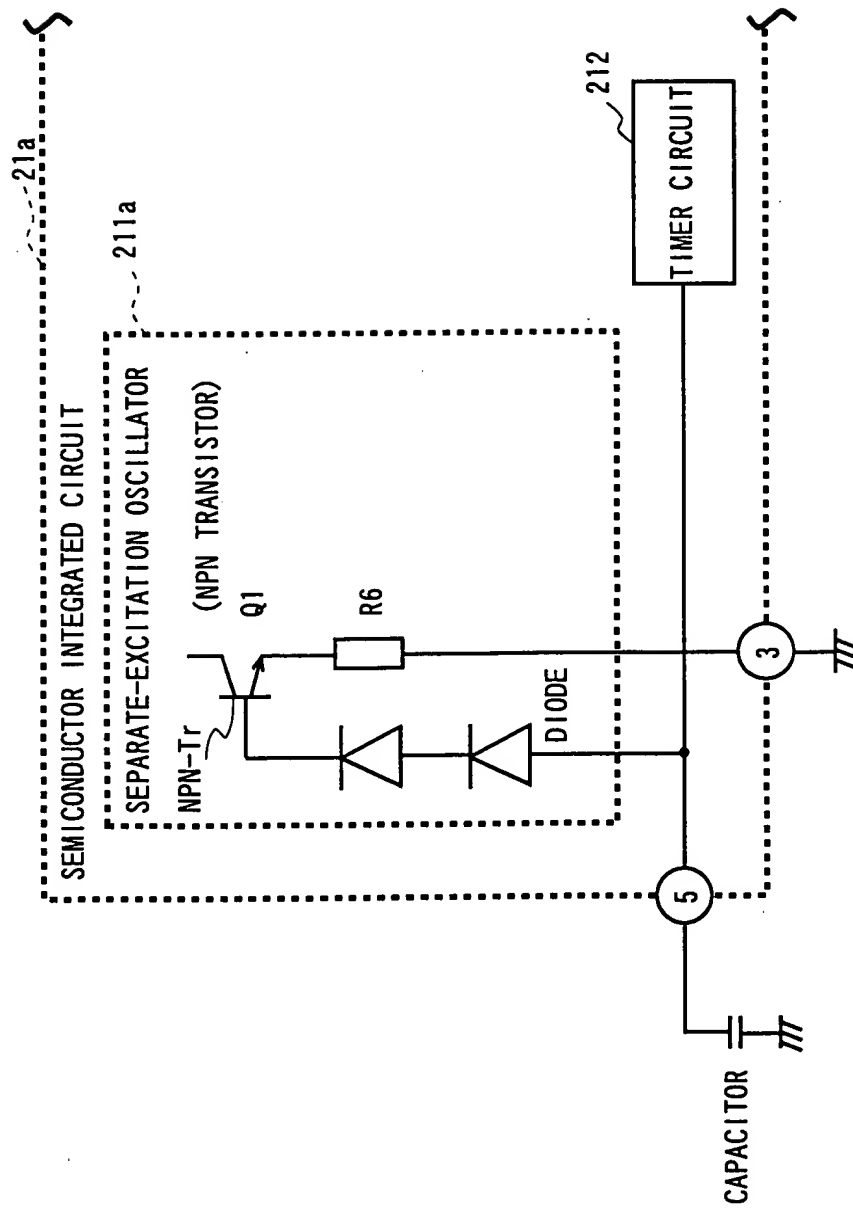 21a
SEMICONDUCTOR INTEGRATED CIRCUIT
211a
SEPARATE-EXCITATION OSCILLATOR
NPN-Tr
(NPN TRANSISTOR)
Q1
R6
212
DIODE
TIMER CIRCUIT
5
3
CAPACITOR